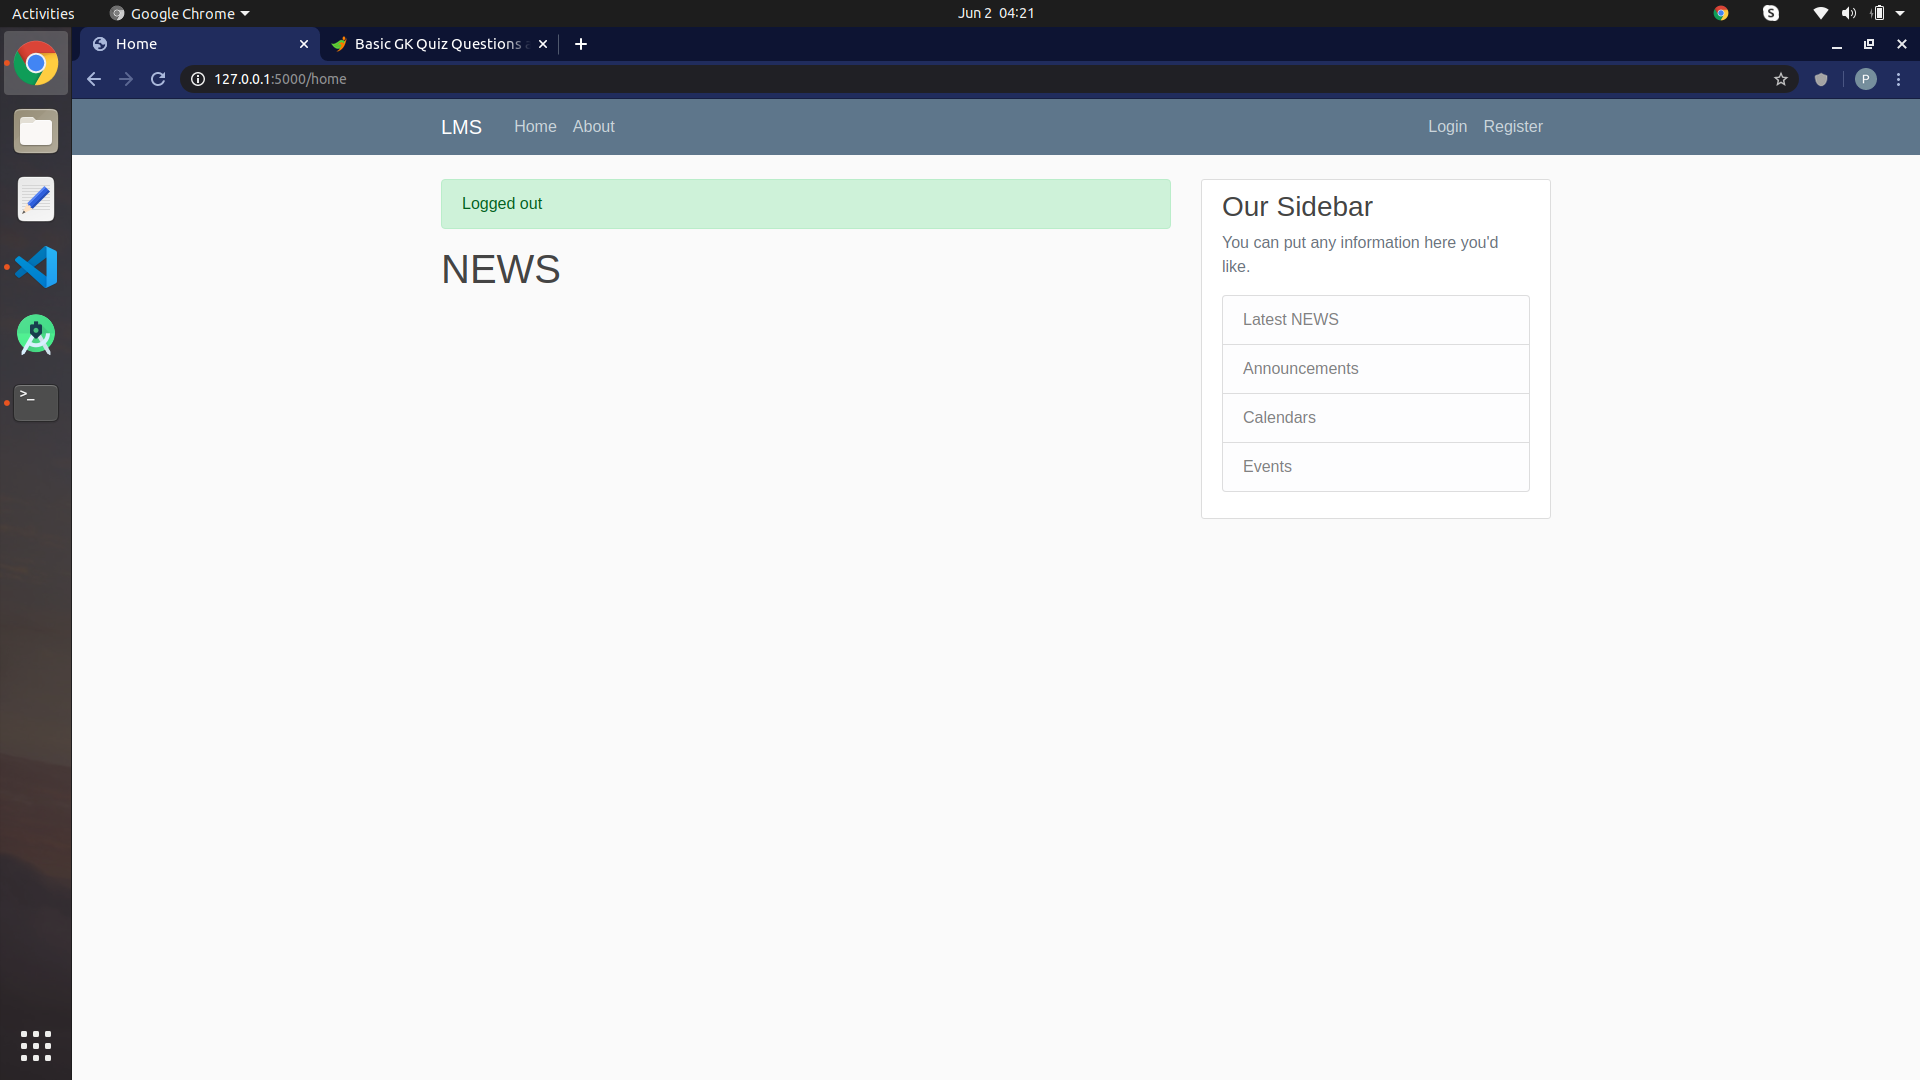 Activities
Google Chrome
Jun 2 04:21
S
Home
Basic GK Quiz Questions
127.0.0.1:5000/home
P
LMS
Home
About
Login
Register
Logged out
NEWS
Our Sidebar
You can put any information here you'd
like.
Latest NEWS
Announcements
Calendars
Events
>_